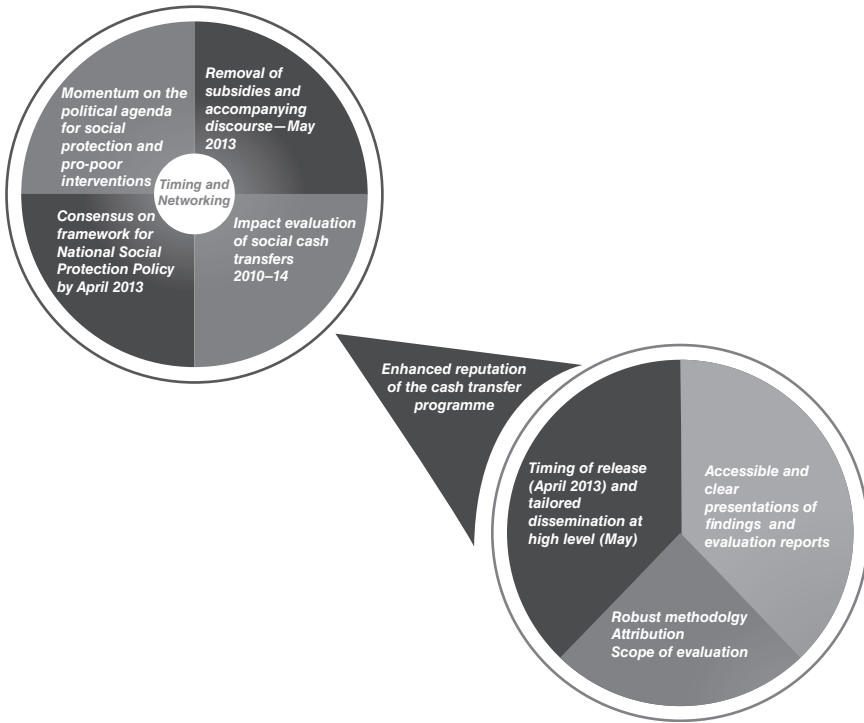 Momentum on the
political agenda
for social
protection and
pro-poor
interventions
Removal of
subsidies and
accompanying
discourse—May
2013
Timing and
Networking
Consensus on
framework for
National Social
Protection Policy
by April 2013
Impact evaluation
of social cash
transfers
2010–14
Enhanced reputation
of the cash transfer
programme
Timing of release
(April 2013) and
tailored
dissemination at
high level (May)
Accessible and
clear
presentations of
findings and
evaluation reports
Robust methodolgy
Attribution
Scope of evaluation